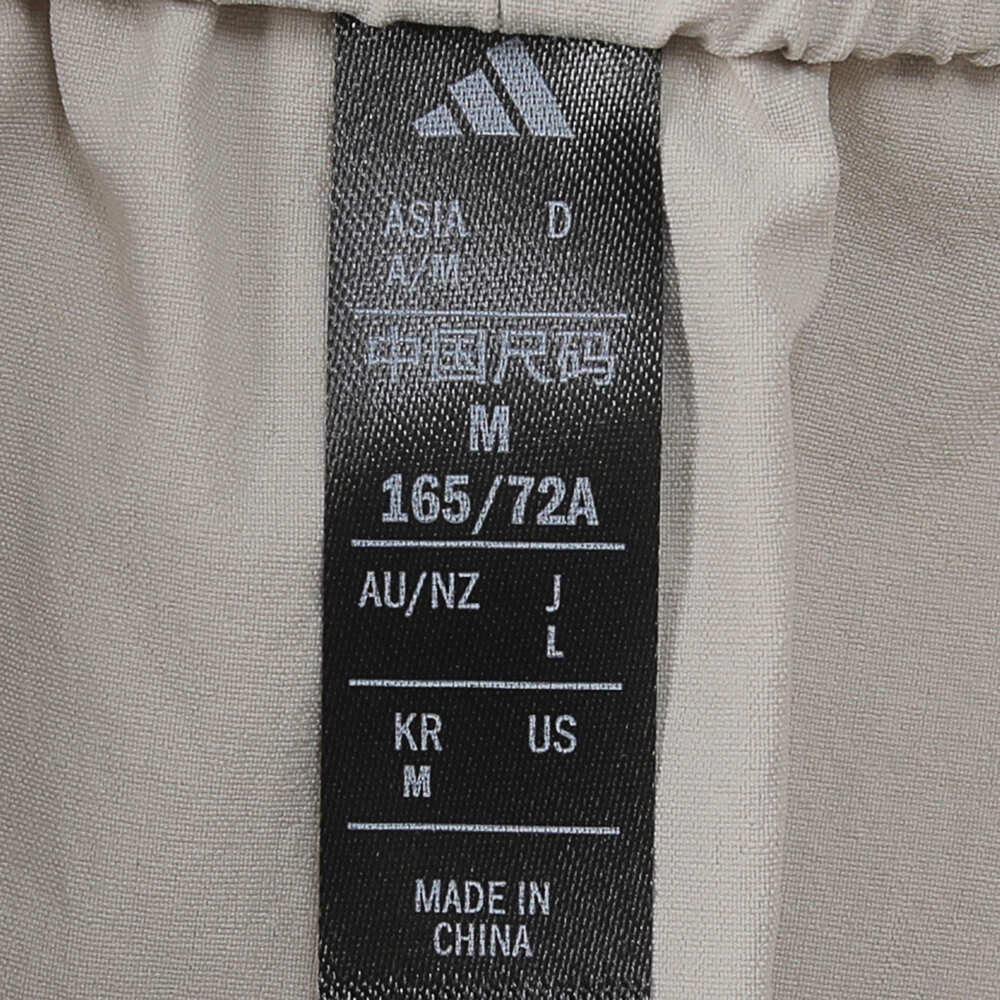 ASIA D
A/M
中国尺码
M
165/72A
AU/NZ J
L
KR US
M
MADE IN
CHINA